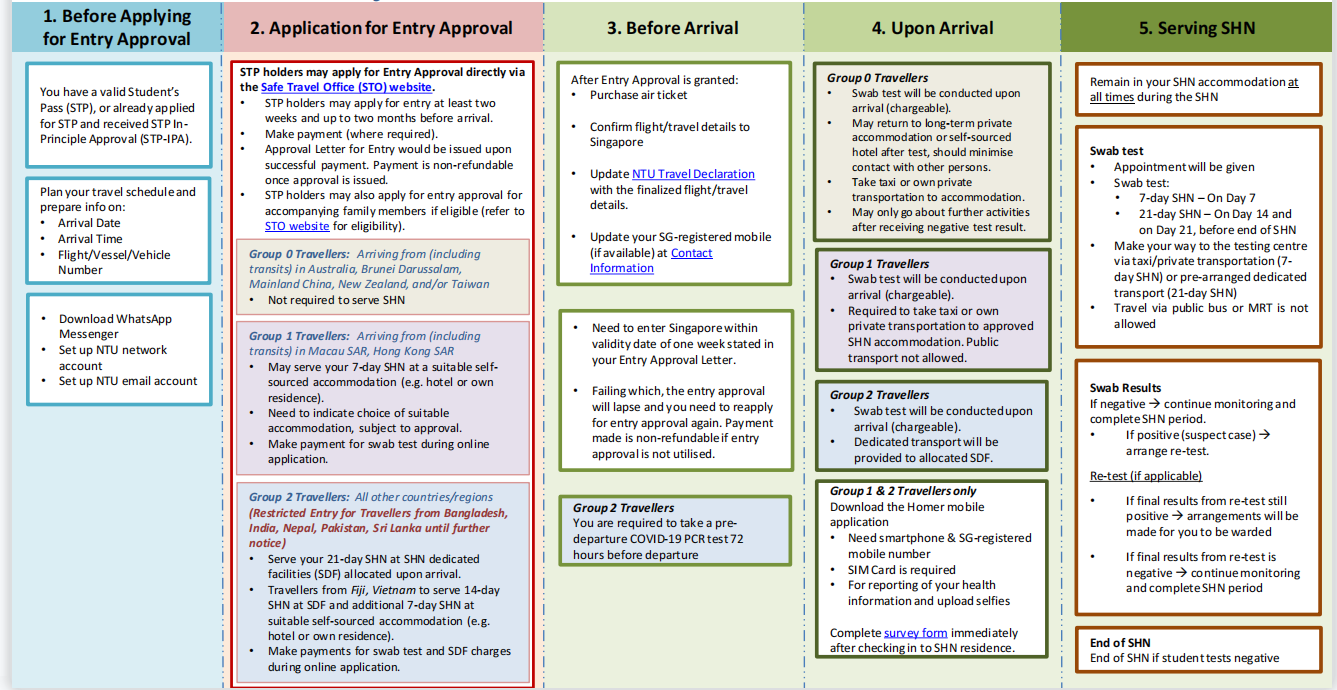 1. Before Applying
for Entry Approval
You have a valid Student's
Pass (STP), or already applied
for STP and received STP In-
Principle Approval (STP-IPA).
Plan your travel schedule and
prepare info on:
• Arrival Date
• Arrival Time
• Flight/Vessel/Vehicle
Number
• Download WhatsApp
Messenger
• Set up NTU network
account
• Set up NTU email account
2. Application for Entry Approval
STP holders may apply for Entry Approval directly via
the Safe Travel Office (STO) website.
• STP holders may apply for entry at least two
weeks and up to two months before arrival.
• Make payment (where required).
• Approval Letter for Entry would be issued upon
successful payment. Payment is non-refundable
once approval is issued.
• STP holders may also apply for entry approval for
accompanying family members if eligible (refer to
STO website for eligibility).
Group 0 Travellers: Arriving from (including
transits) in Australia, Brunei Darussalam,
Mainland China, New Zealand, and/or Taiwan
• Not required to serve SHN
Group 1 Travellers: Arriving from (including
transits) in Macau SAR, Hong Kong SAR
• May serve your 7-day SHN at a suitable self-
sourced accommodation (e.g. hotel or own
residence).
• Need to indicate choice of suitable
accommodation, subject to approval.
• Make payment for swab test during online
application.
Group 2 Travellers: All other countries/regions
(Restricted Entry for Travellers from Bangladesh,
India, Nepal, Pakistan, Sri Lanka until further
notice)
• Serve your 21-day SHN at SHN dedicated
facilities (SDF) allocated upon arrival.
• Travellers from Fiji, Vietnam to serve 14-day
SHN at SDF and additional 7-day SHN at
suitable self-sourced accommodation (e.g.
hotel or own residence).
• Make payments for swab test and SDF charges
during online application.
3. Before Arrival
After Entry Approval is granted:
• Purchase air ticket
• Confirm flight/travel details to
Singapore
• Update NTU Travel Declaration
with the finalized flight/travel
details.
• Update your SG-registered mobile
(if available) at Contact
Information
• Need to enter Singapore within
validity date of one week stated in
your Entry Approval Letter.
• Failing which, the entry approval
will lapse and you need to reapply
for entry approval again. Payment
made is non-refundable if entry
approval is not utilised.
Group 2 Travellers
You are required to take a pre-
departure COVID-19 PCR test 72
hours before departure
4. Upon Arrival
Group 0 Travellers
• Swab test will be conducted upon
arrival (chargeable).
• May return to long-term private
accommodation or self-sourced
hotel after test, should minimise
contact with other persons.
• Take taxi or own private
transportation to accommodation.
• May only go about further activities
after receiving negative test result.
Group 1 Travellers
• Swab test will be conducted upon
arrival (chargeable).
• Required to take taxi or own
private transportation to approved
SHN accommodation. Public
transport not allowed.
Group 2 Travellers
• Swab test will be conducted upon
arrival (chargeable).
• Dedicated transport will be
provided to allocated SDF.
Group 1 & 2 Travellers only
Download the Homer mobile
application
• Need smartphone & SG-registered
mobile number
• SIM Card is required
• For reporting of your health
information and upload selfies
Complete survey form immediately
after checking in to SHN residence.
5. Serving SHN
Remain in your SHN accommodation at
all times during the SHN
Swab test
• Appointment will be given
• Swab test:
• 7-day SHN – On Day 7
• 21-day SHN – On Day 14 and
on Day 21, before end of SHN
• Make your way to the testing centre
via taxi/private transportation (7-
day SHN) or pre-arranged dedicated
transport (21-day SHN)
• Travel via public bus or MRT is not
allowed
Swab Results
If negative → continue monitoring and
complete SHN period.
• If positive (suspect case) →
arrange re-test.
Re-test (if applicable)
• If final results from re-test still
positive → arrangements will be
made for you to be warded
• If final results from re-test is
negative → continue monitoring
and complete SHN period
End of SHN
End of SHN if student tests negative